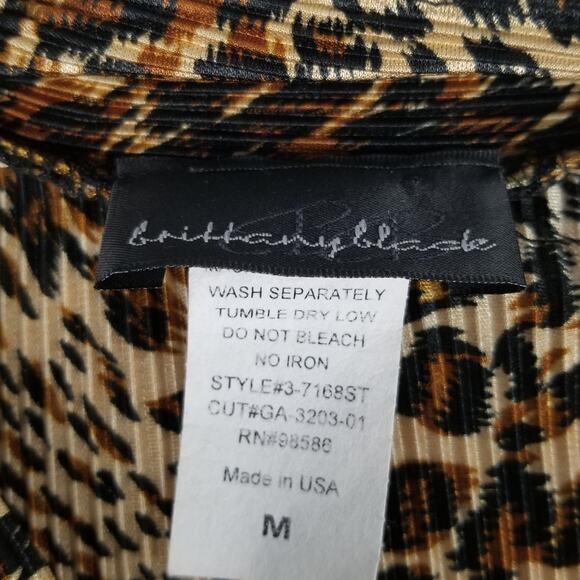 brittany black
WASH SEPARATELY
TUMBLE DRY LOW
DO NOT BLEACH
NO IRON
STYLE#3-7168ST
CUT#GA-3203-01
RN#98586
Made in USA
M